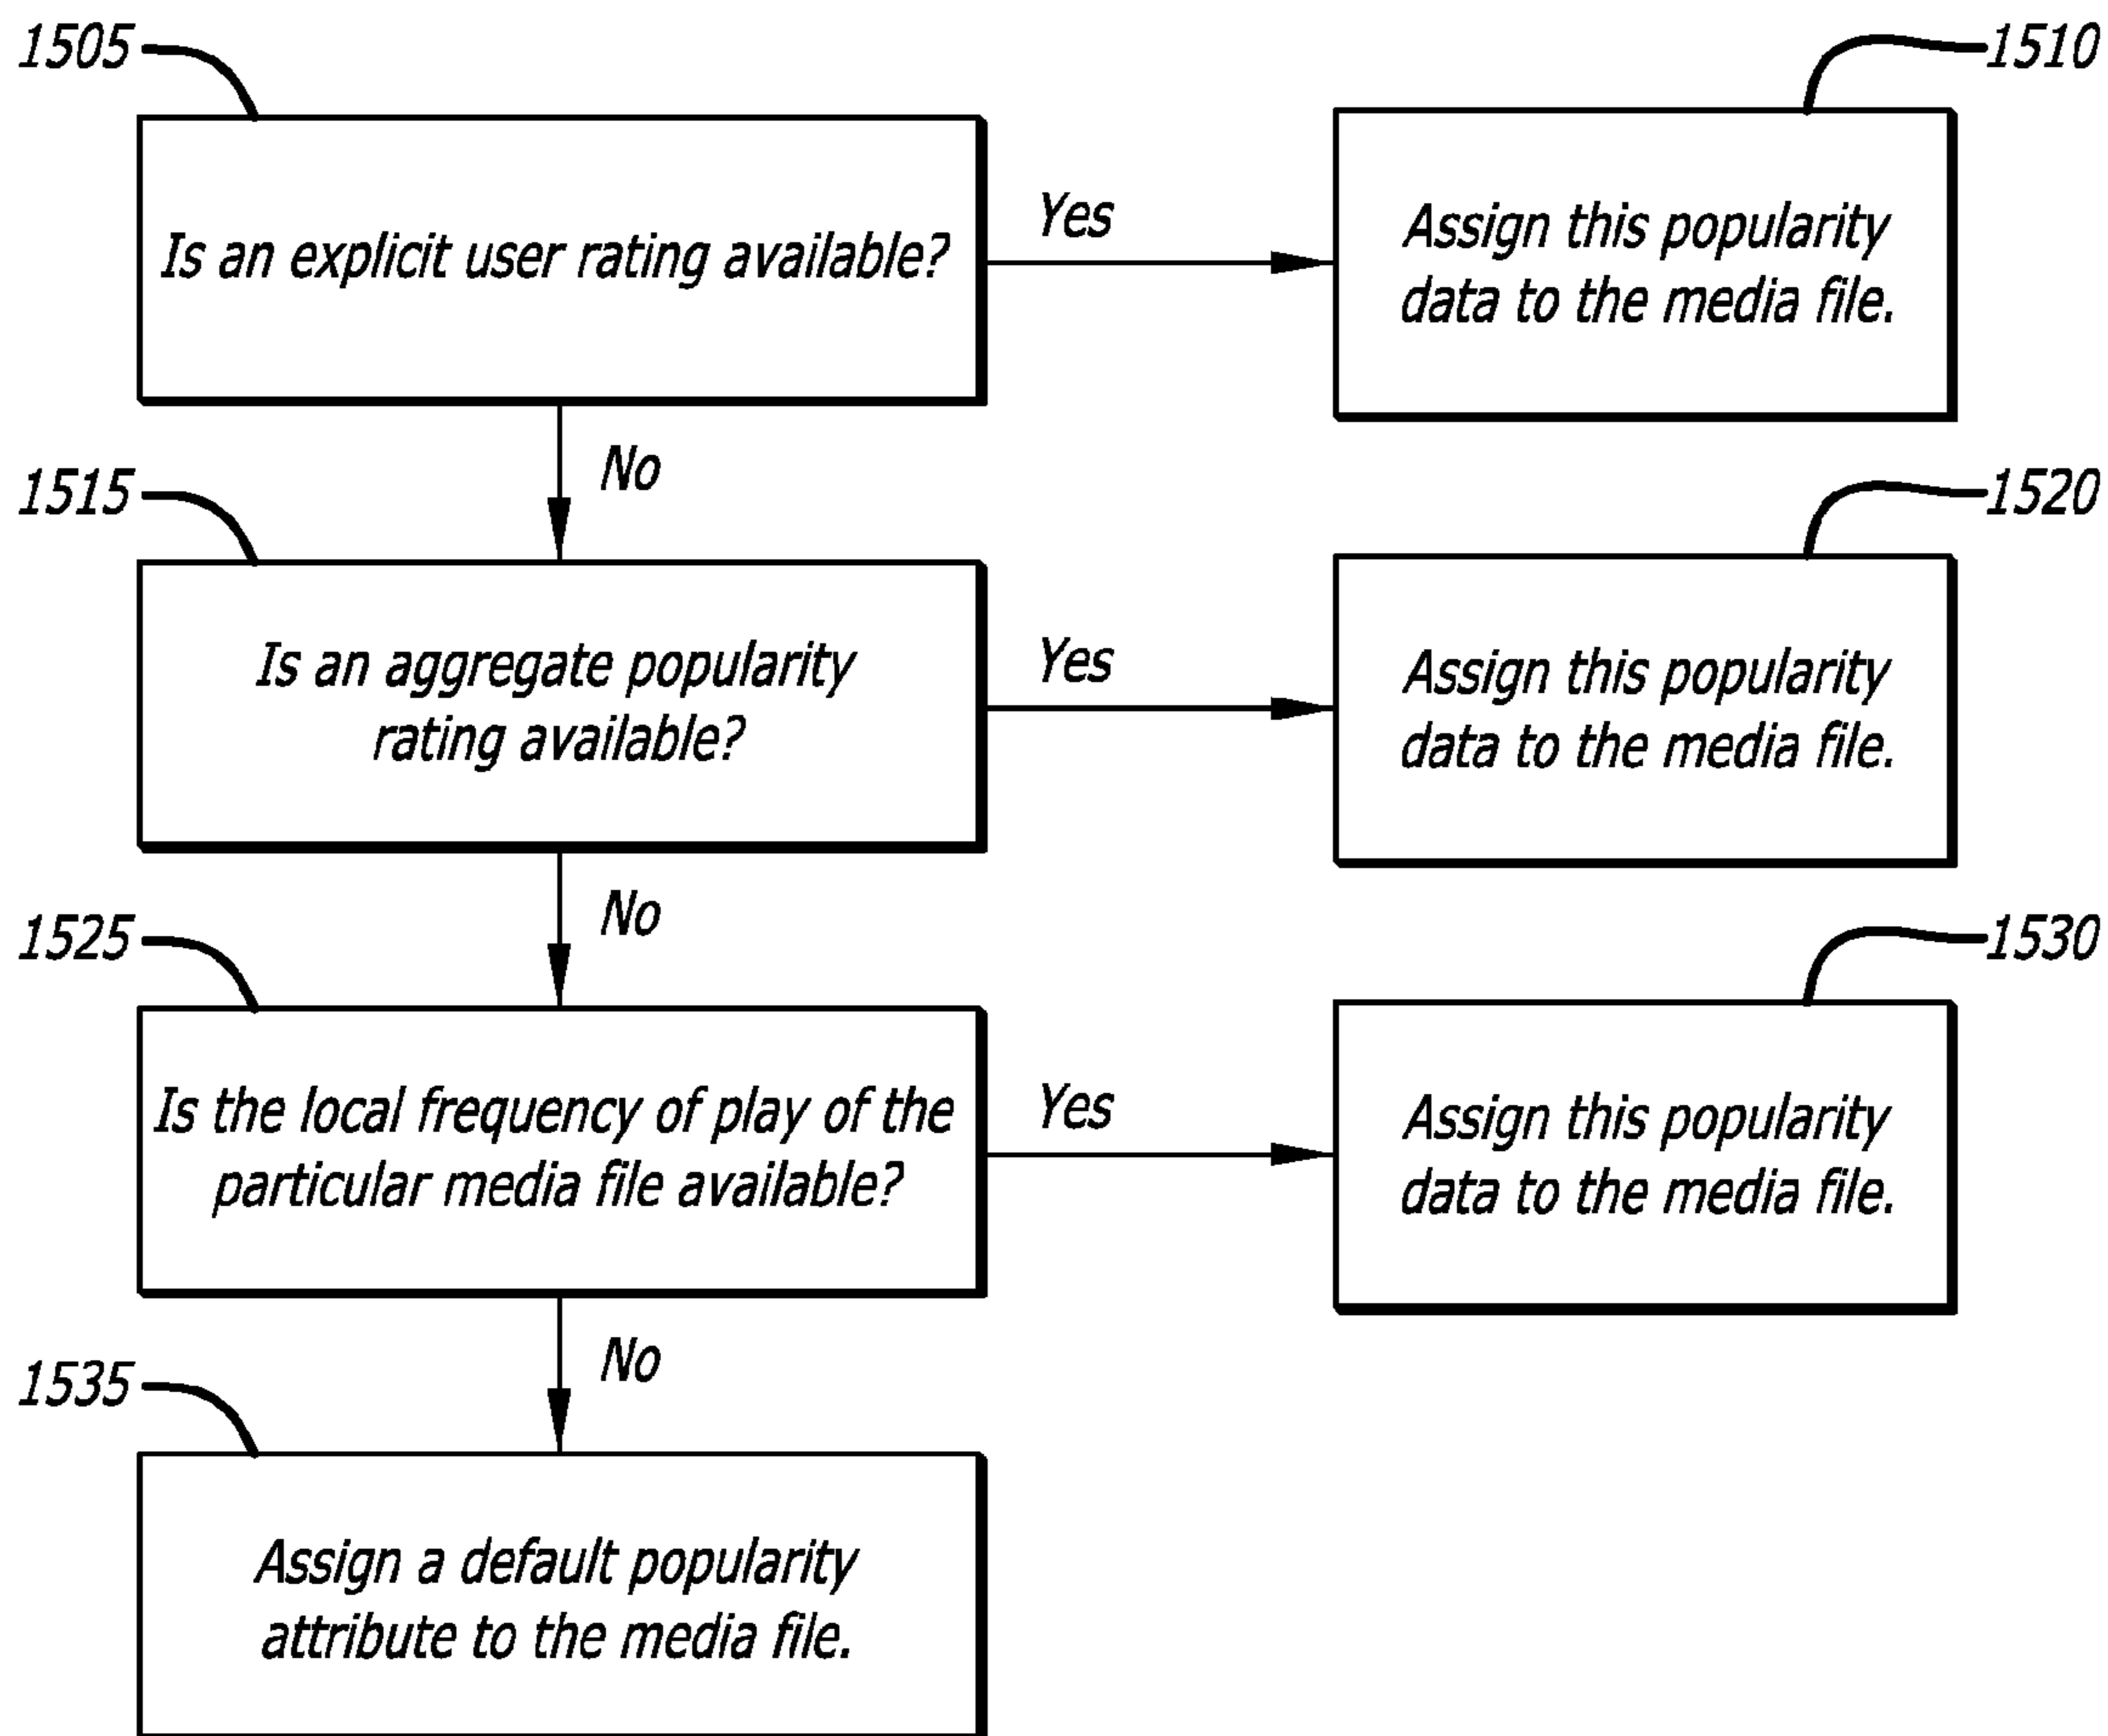 1505
1510
Is an explicit user rating available?
Yes
Assign this popularity
data to the media file.
No
1515
1520
Is an aggregate popularity
rating available?
Yes
Assign this popularity
data to the media file.
No
1525
1530
Is the local frequency of play of the
particular media file available?
Yes
Assign this popularity
data to the media file.
No
1535
Assign a default popularity
attribute to the media file.